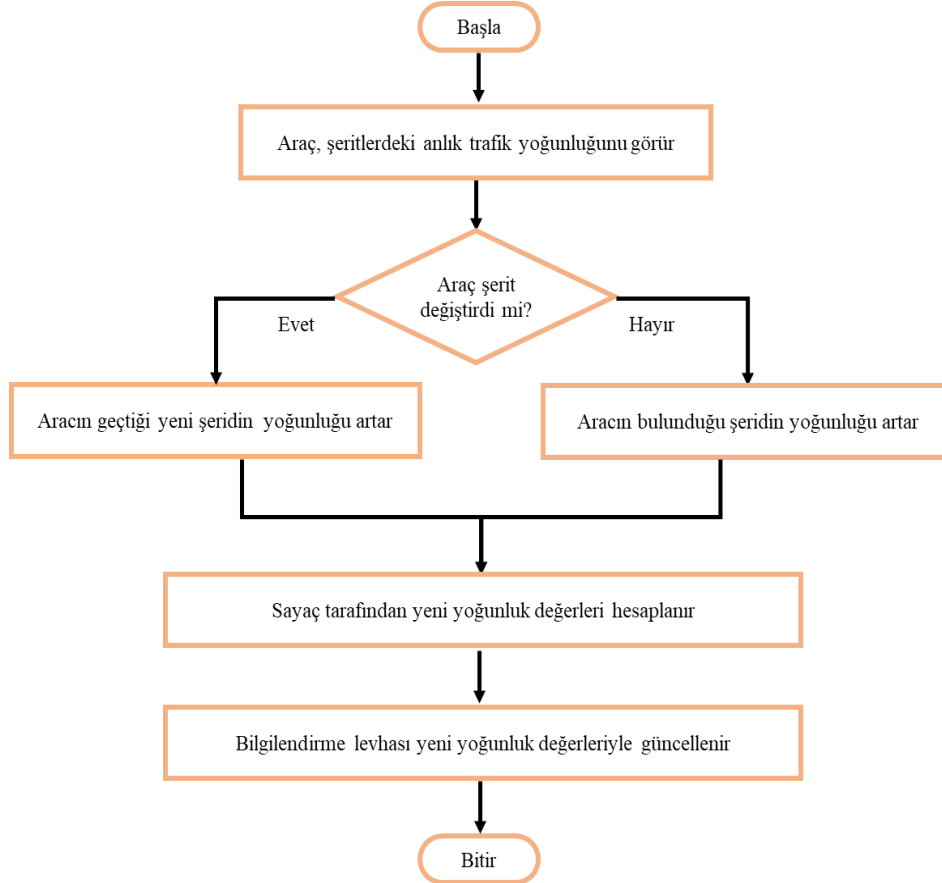 Başla
Araç, şeritlerdeki anlık trafik yoğunluğunu görür
Araç şerit
değiştirdi mi?
Evet
Hayır
Aracın geçtiği yeni şeridin yoğunluğu artar
Aracın bulunduğu şeridin yoğunluğu artar
Sayaç tarafından yeni yoğunluk değerleri hesaplanır
Bilgilendirme levhası yeni yoğunluk değerleriyle güncellenir
Bitir